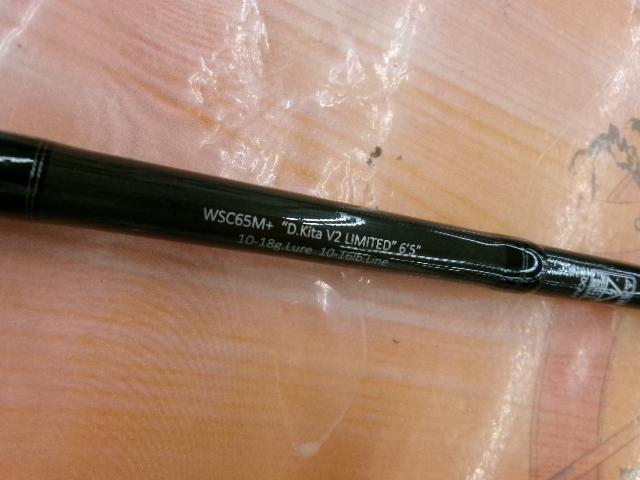 WSC65M+ "D.Kita V2 LIMITED" 6'5"
10-18g.Lure 10-16lb.Line